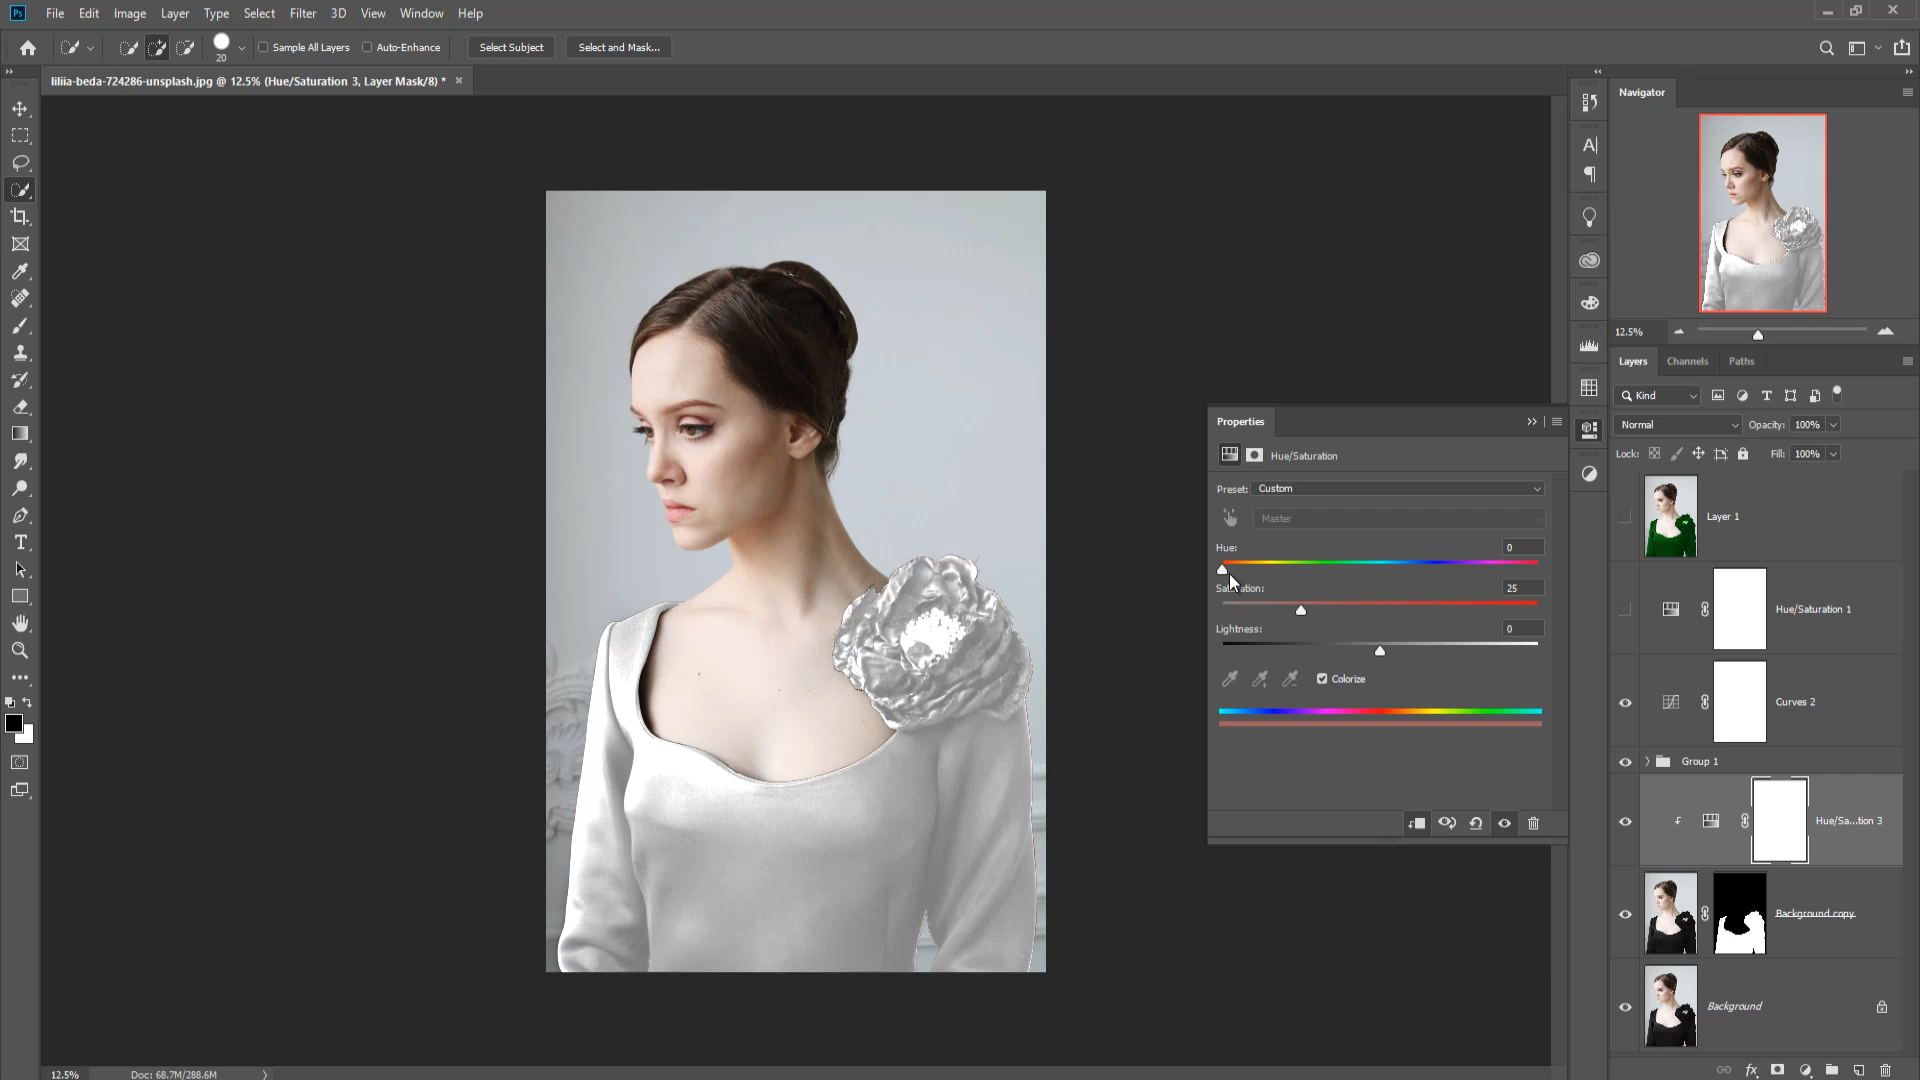 Ps File Edit Image Layer Type Select Filter 3D View Window Help
20 Sample All Layers Auto-Enhance Select Subject Select and Mask...
liliia-beda-724286-unsplash.jpg @ 12.5% (Hue/Saturation 3, Layer Mask/8) *
Navigator
12.5%
Layers Channels Paths
Kind
Normal Opacity: 100%
Lock: Fill: 100%
Layer 1
Hue/Saturation 1
Curves 2
Group 1
Hue/Sa...tion 3
Background copy
Background
Properties
Hue/Saturation
Preset: Custom
Master
Hue: 0
25
Lightness: 0
Colorize
12.5% Doc: 68.7M/288.6M